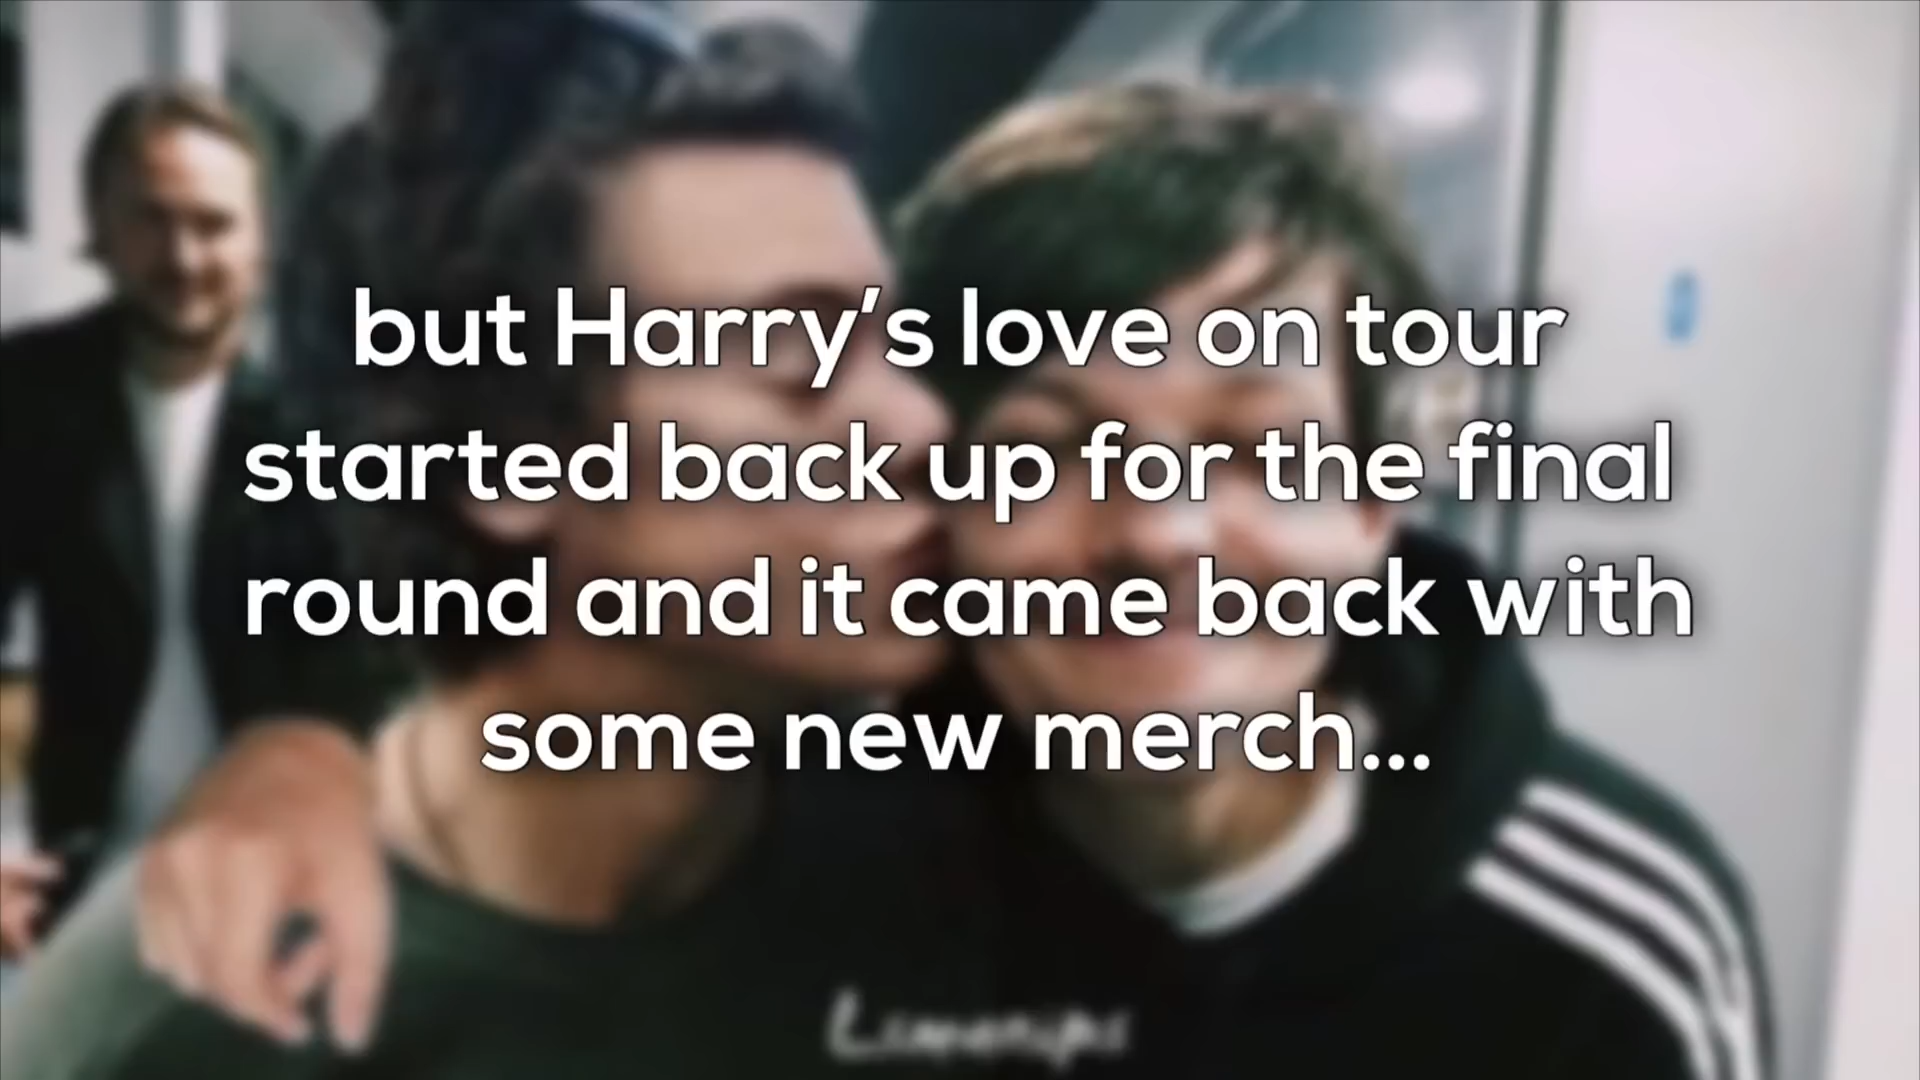 but Harry's love on tour
started back up for the final
round and it came back with
some new merch...